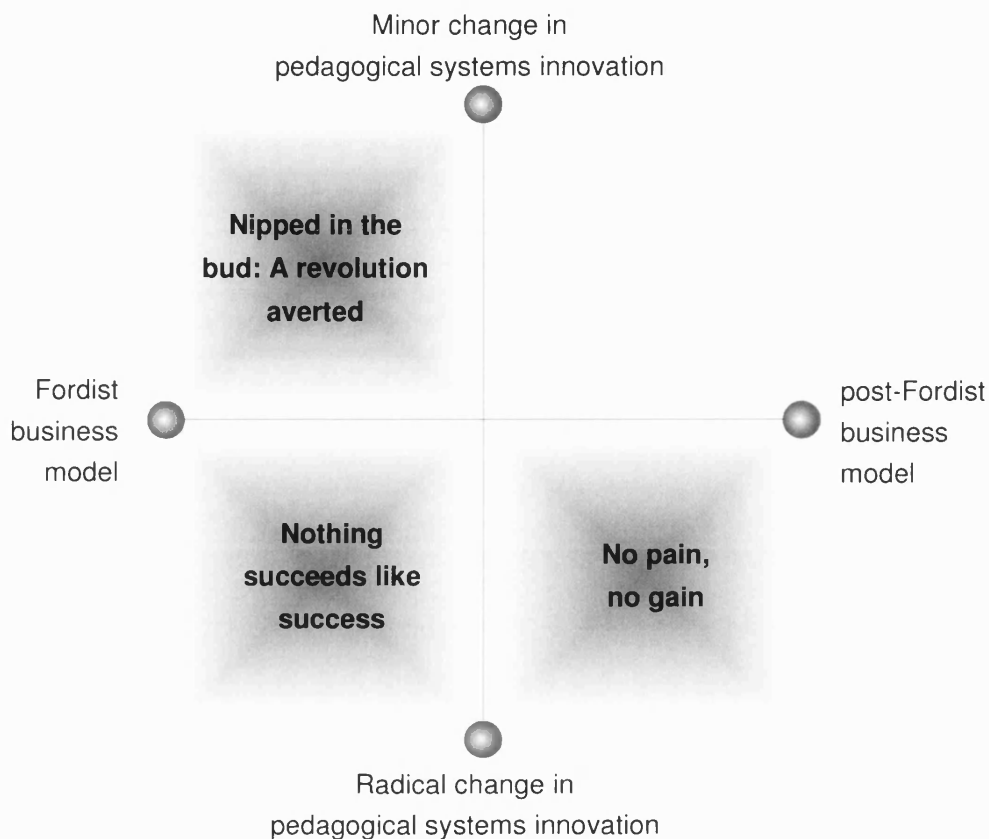 Minor change in
pedagogical systems innovation
Nipped in the
bud: A revolution
averted
Fordist
business
model
post-Fordist
business
model
Nothing
succeeds like
success
No pain,
no gain
Radical change in
pedagogical systems innovation